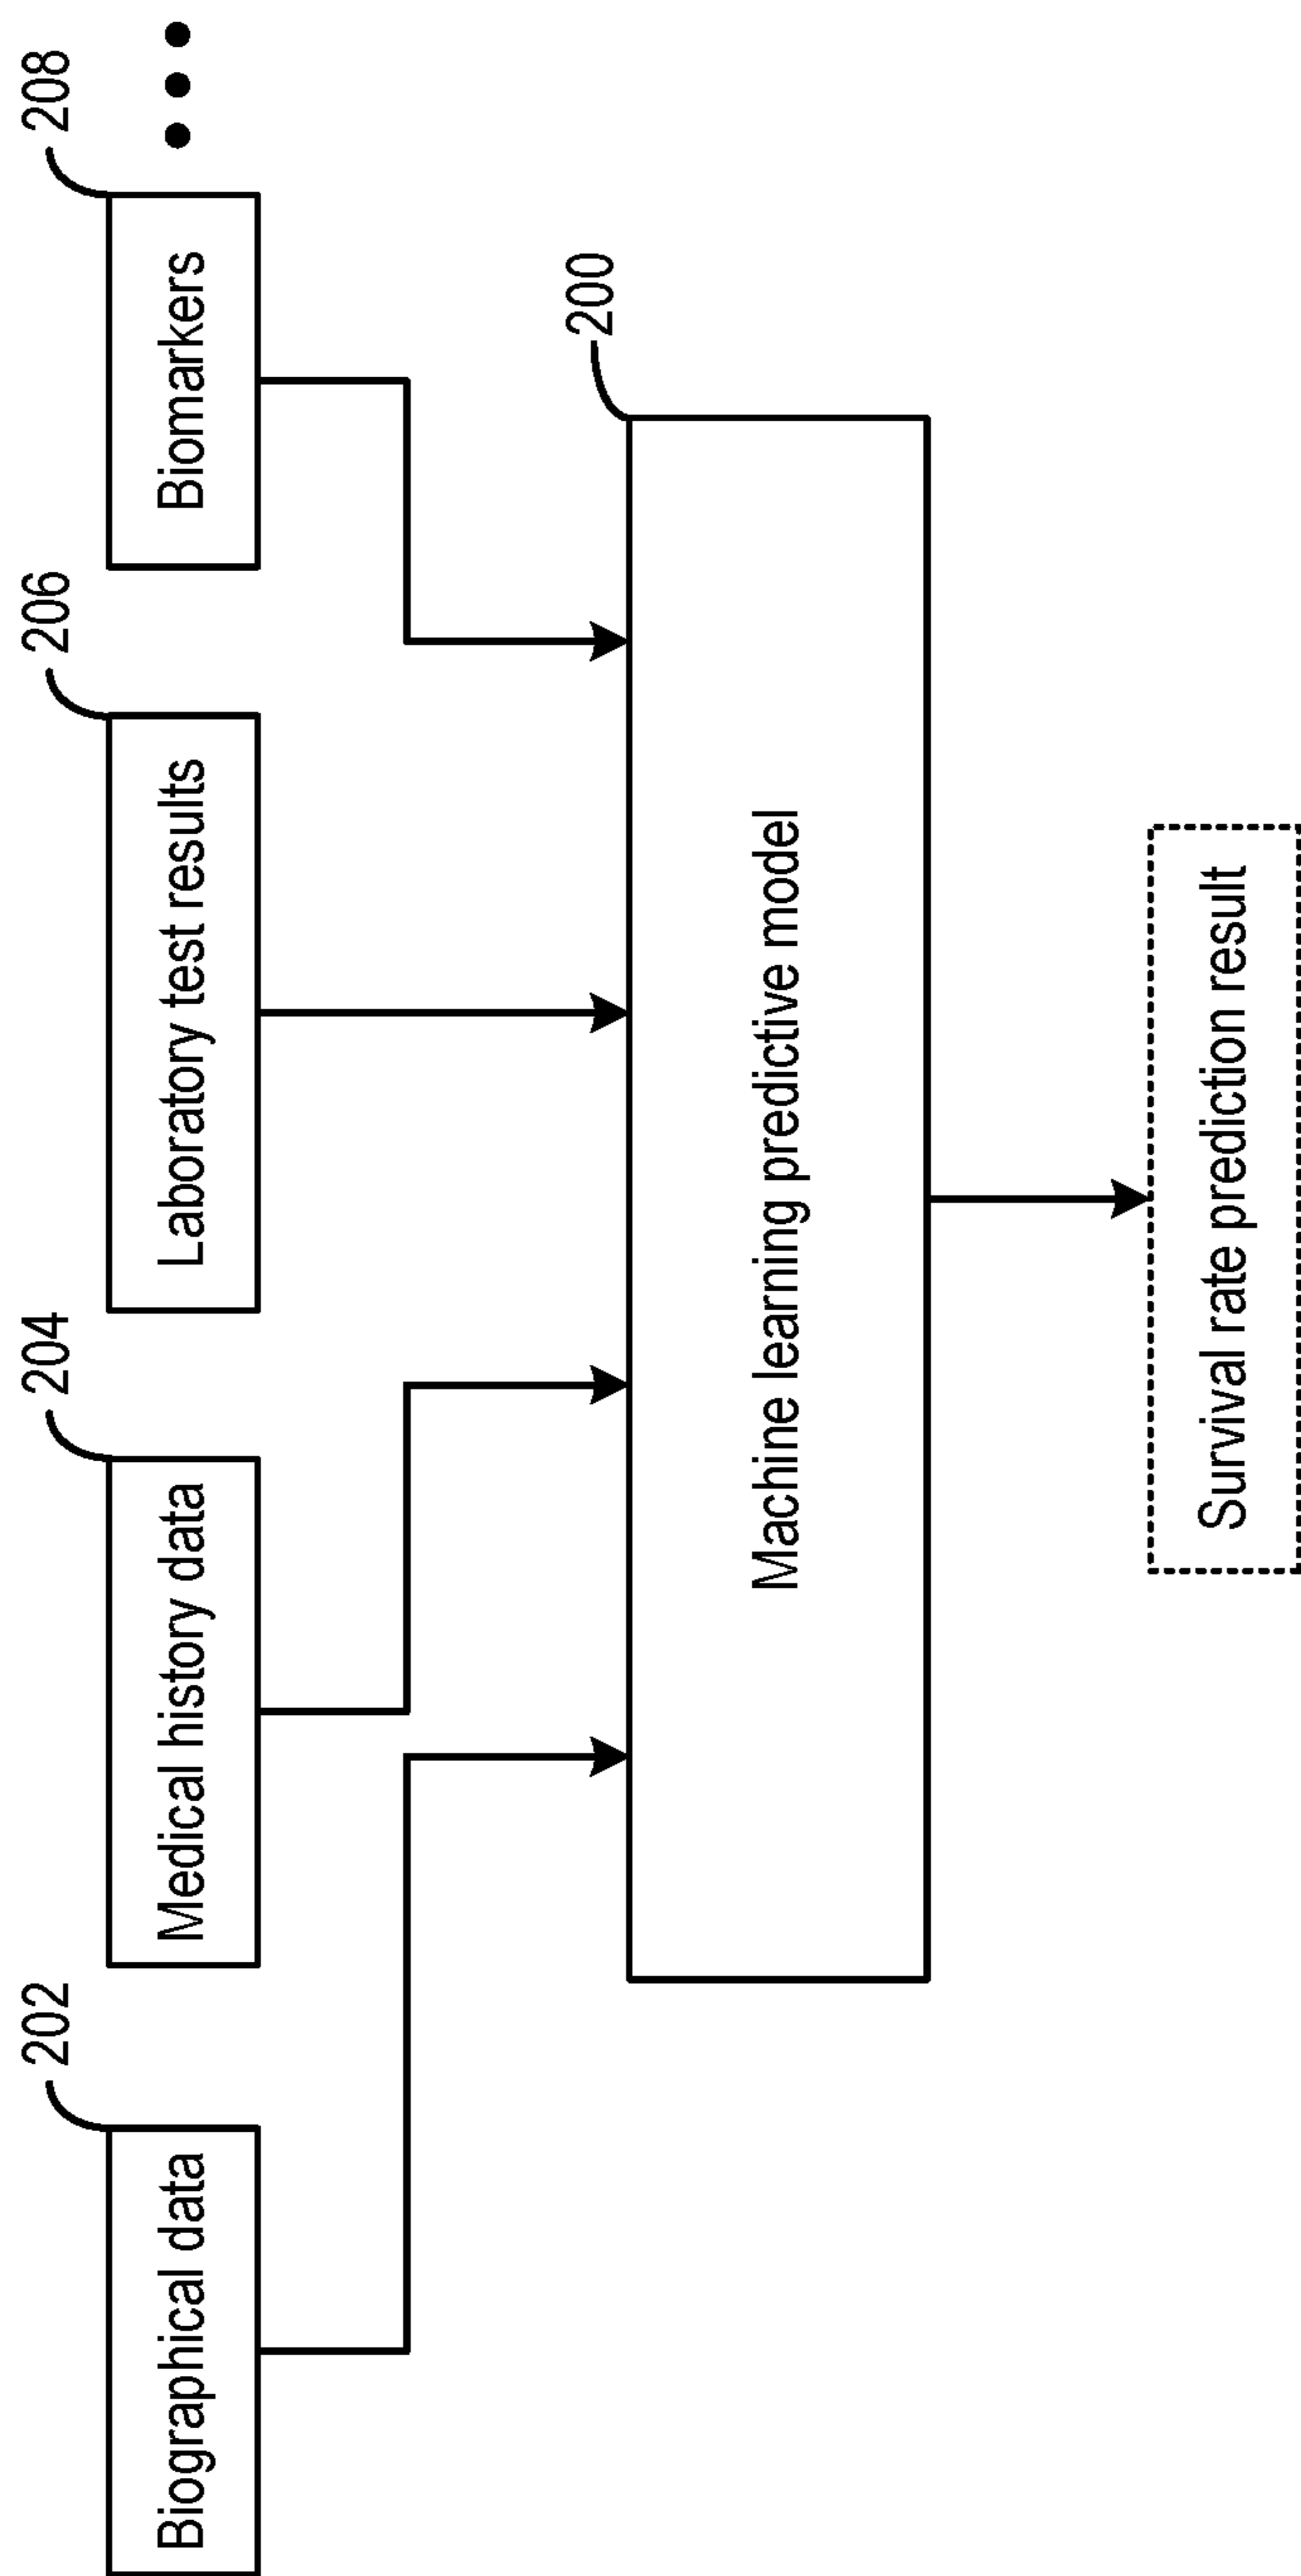 202
204
206
208
Biographical data
Medical history data
Laboratory test results
Biomarkers
200
Machine learning predictive model
Survival rate prediction result